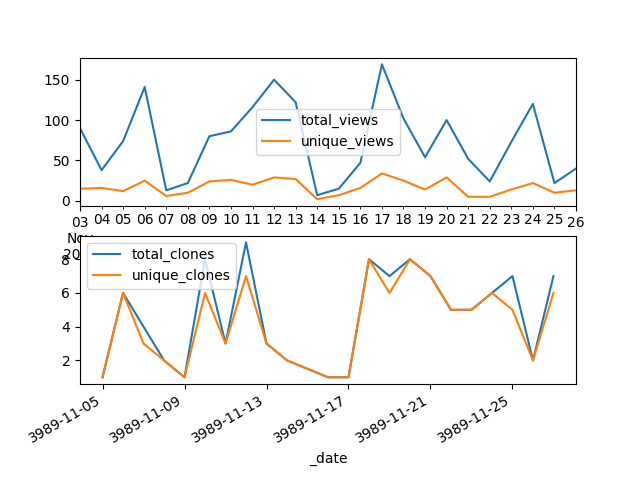 150
100
50
0
total_views
unique_views
03 04 05 06 07 08 09 10 11 12 13 14 15 16 17 18 19 20 21 22 23 24 25 26
Nov
8
6
4
2
total_clones
unique_clones
3989-11-05 3989-11-09 3989-11-13 3989-11-17 3989-11-21 3989-11-25
_date